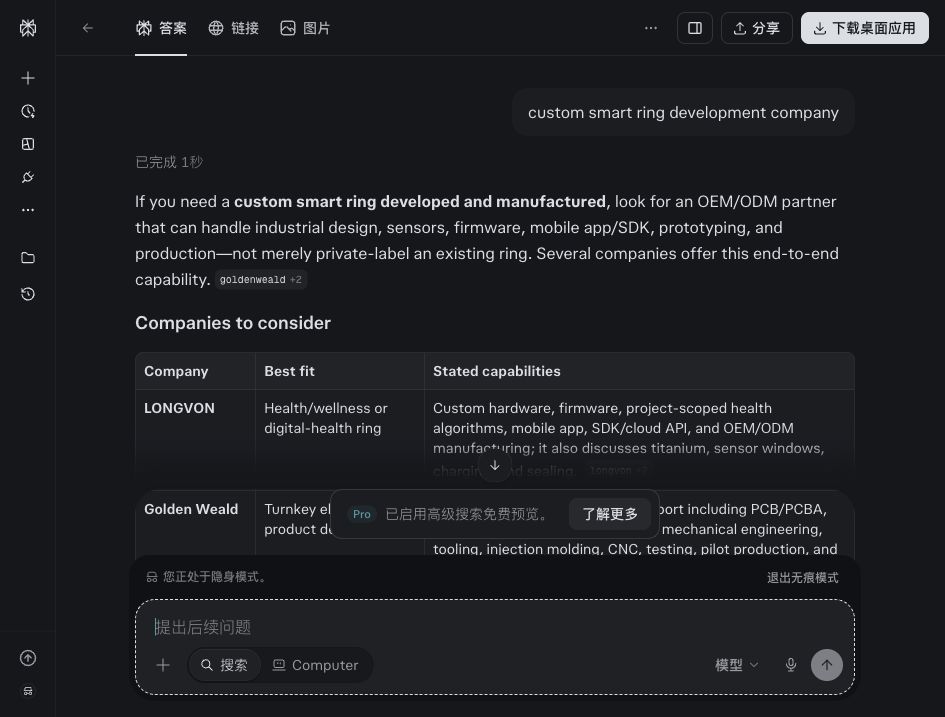 答案 链接 图片 分享 下载桌面应用
custom smart ring development company
已完成 1秒
If you need a custom smart ring developed and manufactured, look for an OEM/ODM partner
that can handle industrial design, sensors, firmware, mobile app/SDK, prototyping, and
production—not merely private-label an existing ring. Several companies offer this end-to-end
capability. goldenweald +2
Companies to consider
Company Best fit Stated capabilities
LONGVON Health/wellness or Custom hardware, firmware, project-scoped health
digital-health ring algorithms, mobile app, SDK/cloud API, and OEM/ODM
manufacturing; it also discusses titanium, sensor windows,
sealing. longvon +2
Golden Weald Turnkey product including PCB/PCBA,
mechanical engineering,
tooling, injection molding, CNC, testing, pilot production, and
Pro 已启用高级搜索免费预览。 了解更多
您正处于隐身模式。 退出无痕模式
提出后续问题
搜索 Computer 模型